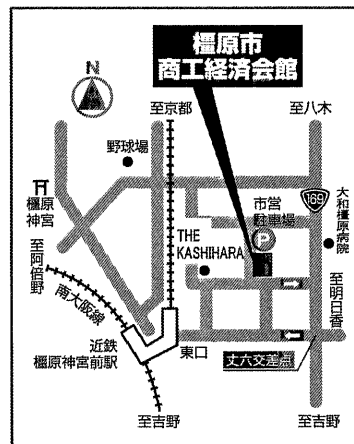 橿原市
商工経済会館
N
至京都
至八木
野球場
橿原
神宮
市営
駐車場
P
169
大和橿原病院
THE
KASHIHARA
至阿倍野
南大阪線
至明日香
近鉄
橿原神宮前駅
東口
丈六交差点
至吉野
至吉野